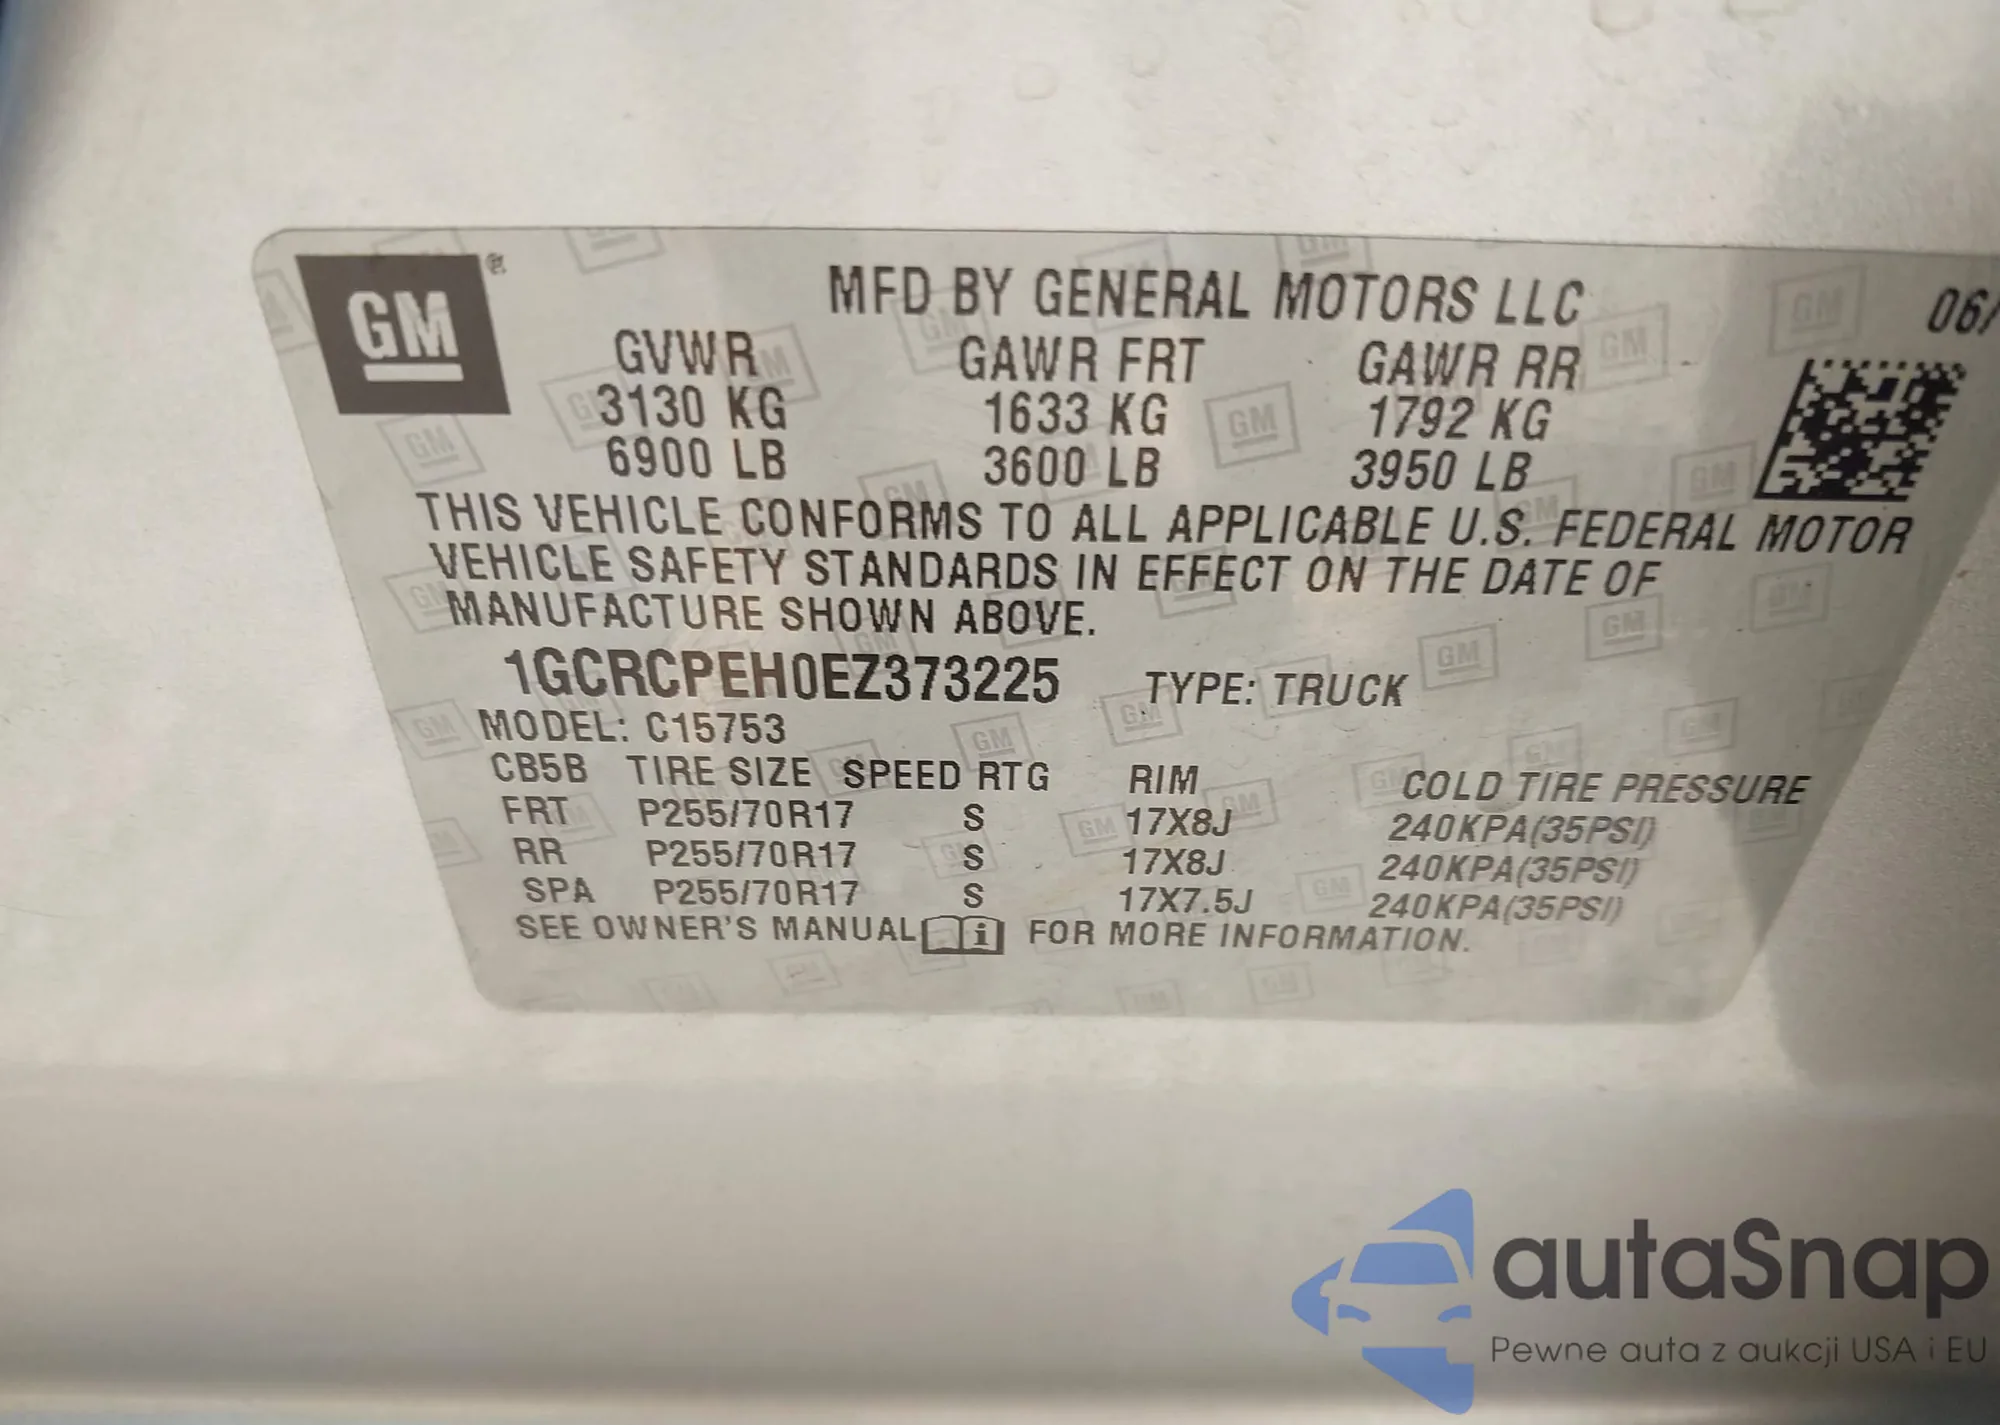 GM
MFD BY GENERAL MOTORS LLC 06/
GVWR GAWR FRT GAWR RR
3130 KG 1633 KG 1792 KG
6900 LB 3600 LB 3950 LB
THIS VEHICLE CONFORMS TO ALL APPLICABLE U.S. FEDERAL MOTOR
VEHICLE SAFETY STANDARDS IN EFFECT ON THE DATE OF
MANUFACTURE SHOWN ABOVE.
1GCRCPEH0EZ373225 TYPE: TRUCK
MODEL: C15753
CB5B TIRE SIZE SPEED RTG RIM COLD TIRE PRESSURE
FRT P255/70R17 S 17X8J 240KPA(35PSI)
RR P255/70R17 S 17X8J 240KPA(35PSI)
SPA P255/70R17 S 17X7.5J 240KPA(35PSI)
SEE OWNER'S MANUAL i FOR MORE INFORMATION.
autaSnap
Pewne auta z aukcji USA i EU